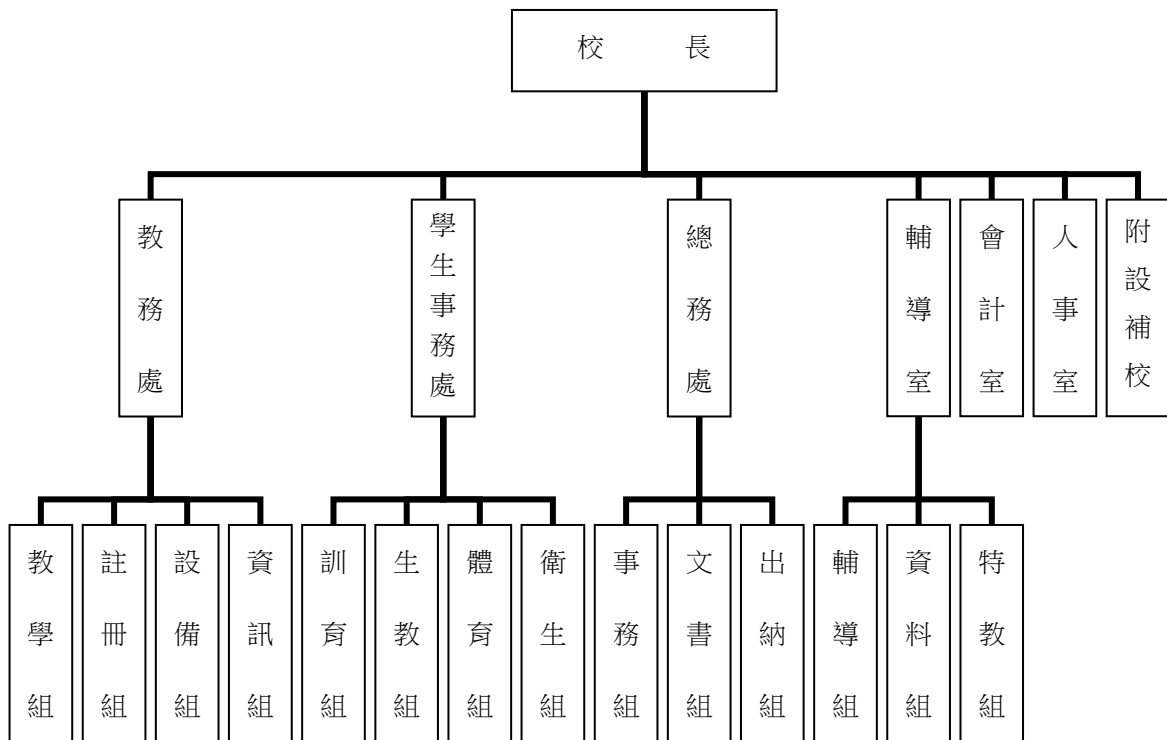 校長
教務處
學生事務處
總務處
輔導室
會計室
人事室
附設補校
教學組
註冊組
設備組
資訊組
訓育組
生教組
體育組
衛生組
事務組
文書組
出納組
輔導組
資料組
特教組